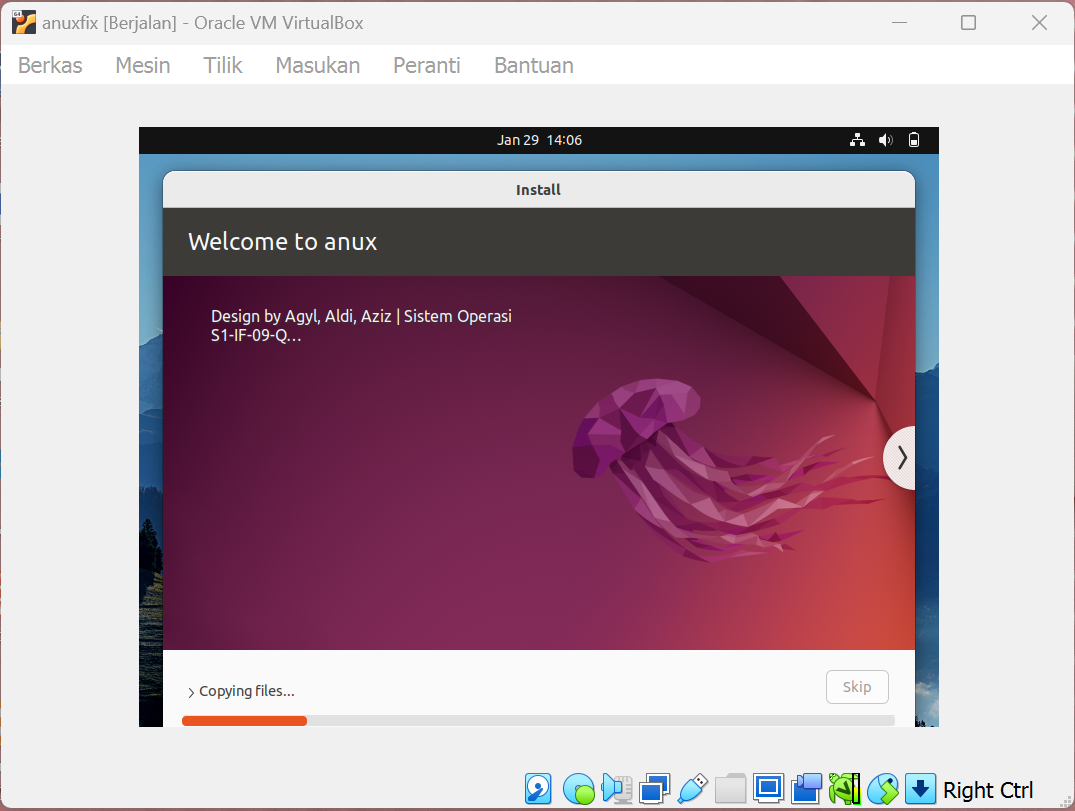 anuxfix [Berjalan] - Oracle VM VirtualBox
Berkas Mesin Tilik Masukan Peranti Bantuan
Jan 29 14:06
Install
Welcome to anux
Design by Agyl, Aldi, Aziz | Sistem Operasi
S1-IF-09-Q…
Copying files…
Skip
Right Ctrl